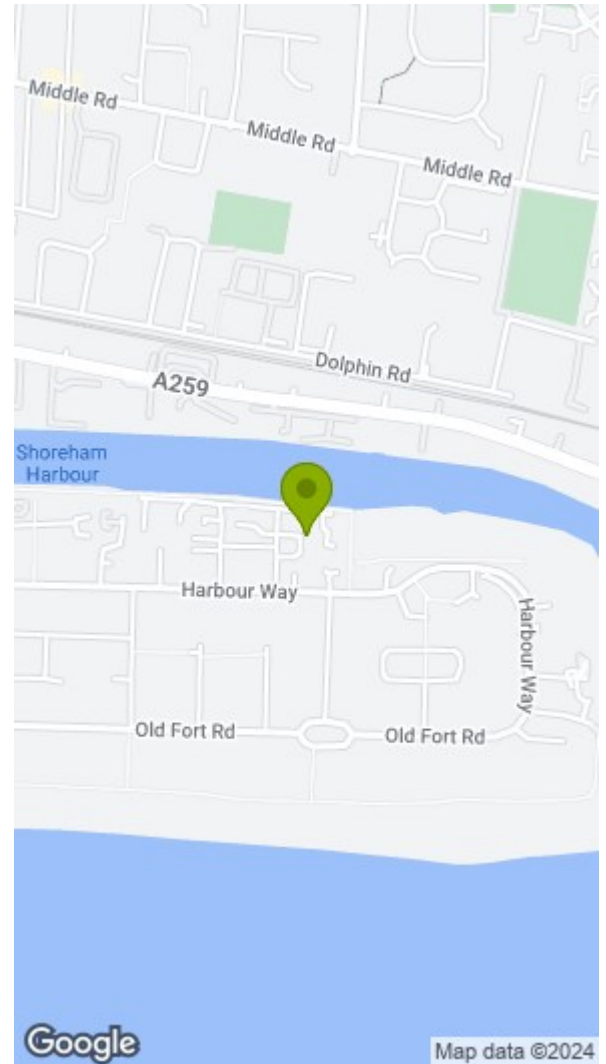 Middle Rd
Middle Rd
Middle Rd
Dolphin Rd
A259
Shoreham
Harbour
Harbour Way
Harbour Way
Old Fort Rd
Old Fort Rd
Google
Map data ©2024